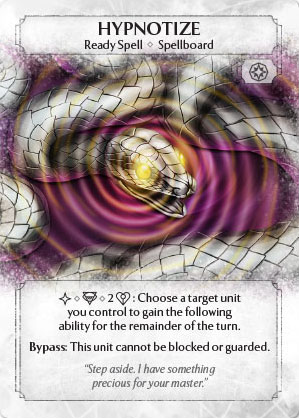 HYPNOTIZE
Ready Spell ◇ Spellboard
◇ ◇ 2 : Choose a target unit
you control to gain the following
ability for the remainder of the turn.
Bypass: This unit cannot be blocked or guarded.
"Step aside. I have something
precious for your master."